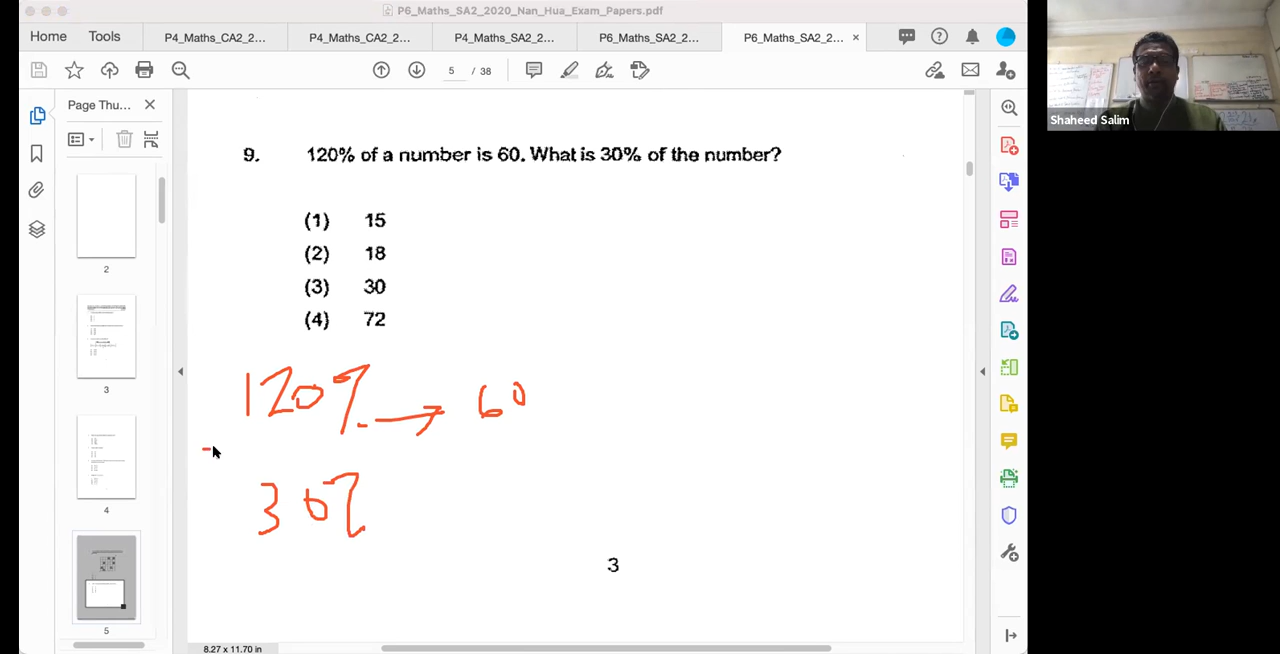 P6_Maths_SA2_2020_Nan_Hua_Exam_Papers.pdf
Home Tools P4_Maths_CA2_2... P4_Maths_CA2_2... P4_Maths_SA2_2... P6_Maths_SA2_2... P6_Maths_SA2_2... ×
5 / 38
Page Thu...
2
3
4
5
9. 120% of a number is 60. What is 30% of the number?
(1) 15
(2) 18
(3) 30
(4) 72
120% → 60
30%
3
8.27 x 11.70 in
Shaheed Salim